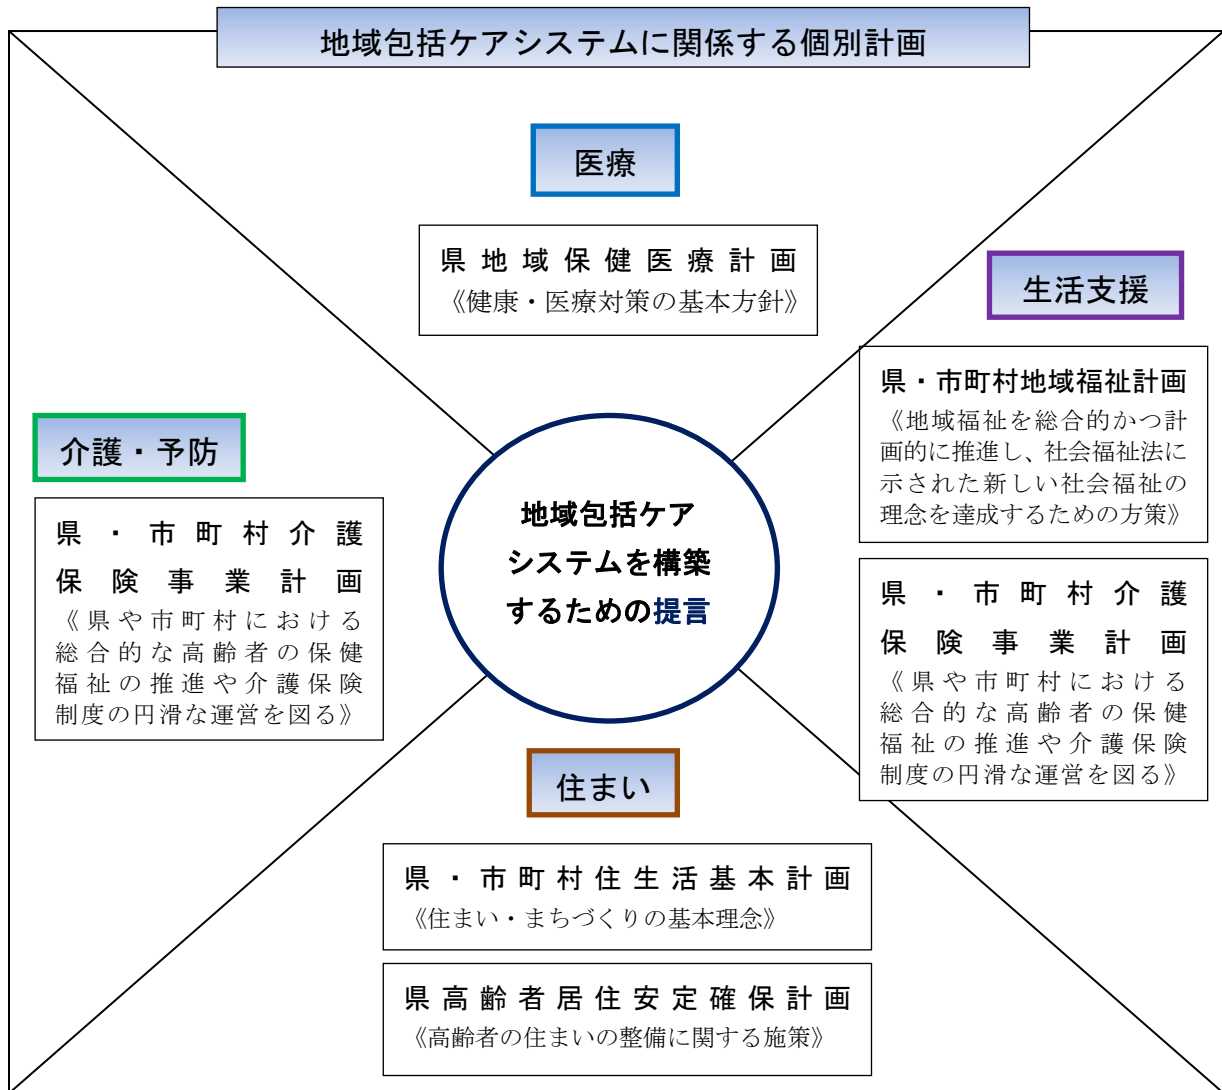 地域包括ケアシステムに関係する個別計画
医療
県地域保健医療計画
《健康・医療対策の基本方針》
生活支援
県・市町村地域福祉計画
《地域福祉を総合的かつ計
画的に推進し、社会福祉法に
示された新しい社会福祉の
理念を達成するための方策》
県・市町村介護
保険事業計画
《県や市町村における
総合的な高齢者の保健
福祉の推進や介護保険
制度の円滑な運営を図る》
介護・予防
県・市町村介護
保険事業計画
《県や市町村における
総合的な高齢者の保健
福祉の推進や介護保険
制度の円滑な運営を図る》
地域包括ケア
システムを構築
するための提言
住まい
県・市町村住生活基本計画
《住まい・まちづくりの基本理念》
県高齢者居住安定確保計画
《高齢者の住まいの整備に関する施策》